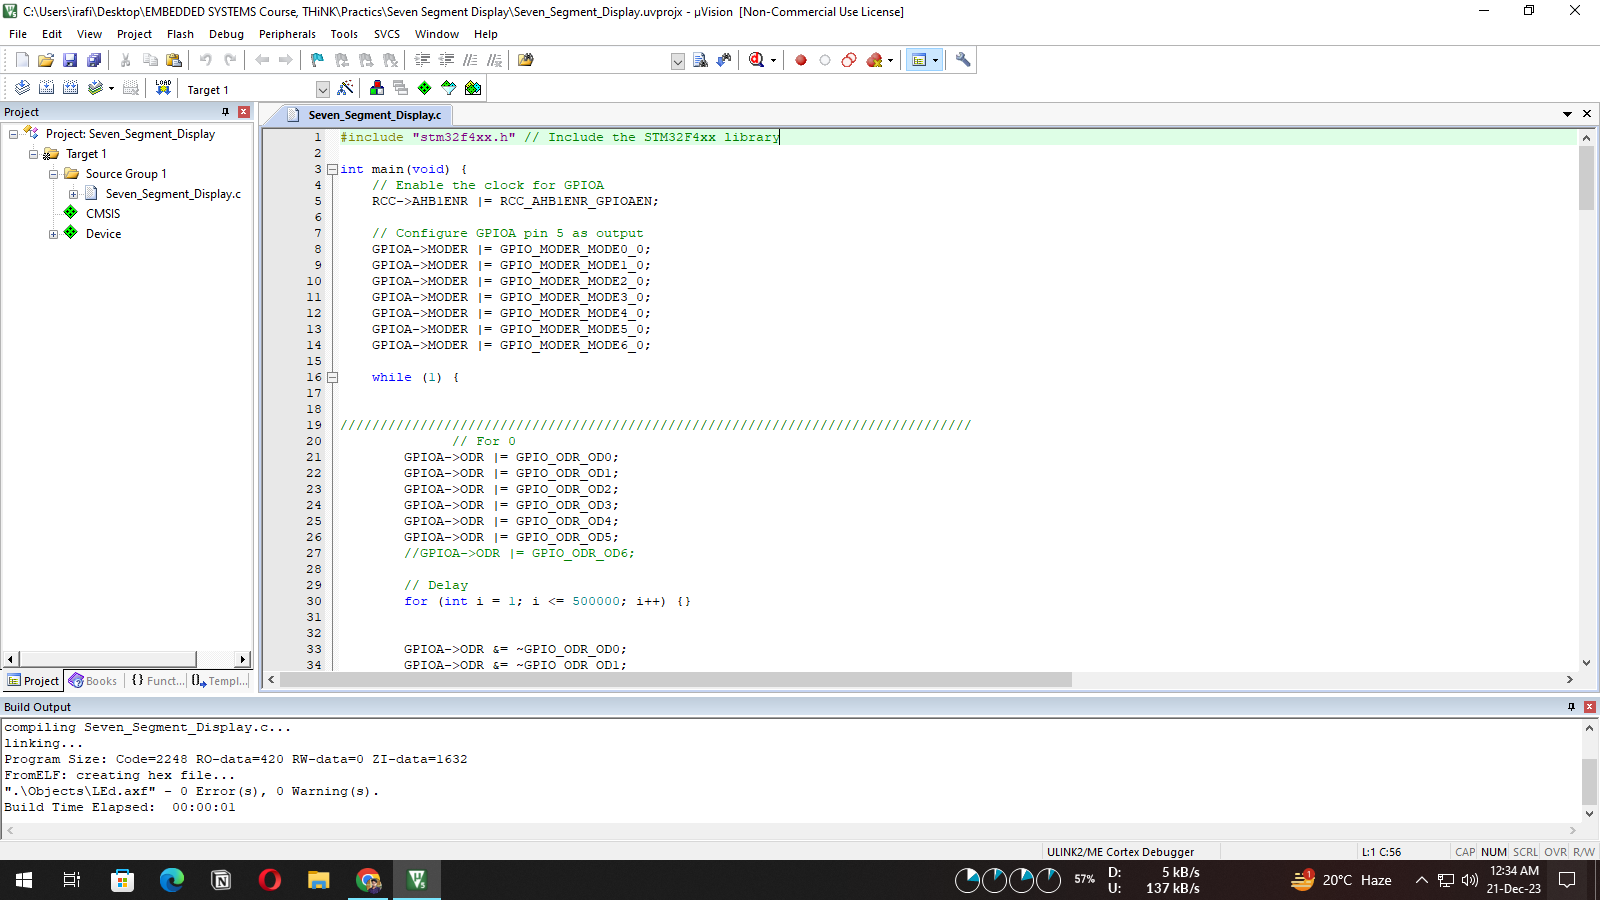 C:\Users\irafi\Desktop\EMBEDDED SYSTEMS Course, THiNK\Practics\Seven Segment Display\Seven_Segment_Display.uvprojx - µVision [Non-Commercial Use License]
File Edit View Project Flash Debug Peripherals Tools SVCS Window Help
LOAD Target 1
Project
Seven_Segment_Display.c
Project: Seven_Segment_Display
Target 1
Source Group 1
Seven_Segment_Display.c
CMSIS
Device
1 #include "stm32f4xx.h" // Include the STM32F4xx library
2
3 int main(void) {
4 // Enable the clock for GPIOA
5 RCC->AHB1ENR |= RCC_AHB1ENR_GPIOAEN;
6
7 // Configure GPIOA pin 5 as output
8 GPIOA->MODER |= GPIO_MODER_MODE0_0;
9 GPIOA->MODER |= GPIO_MODER_MODE1_0;
10 GPIOA->MODER |= GPIO_MODER_MODE2_0;
11 GPIOA->MODER |= GPIO_MODER_MODE3_0;
12 GPIOA->MODER |= GPIO_MODER_MODE4_0;
13 GPIOA->MODER |= GPIO_MODER_MODE5_0;
14 GPIOA->MODER |= GPIO_MODER_MODE6_0;
15
16 while (1) {
17
18
19 ///////////////////////////////////////////////////////////////////////////////
20 // For 0
21 GPIOA->ODR |= GPIO_ODR_OD0;
22 GPIOA->ODR |= GPIO_ODR_OD1;
23 GPIOA->ODR |= GPIO_ODR_OD2;
24 GPIOA->ODR |= GPIO_ODR_OD3;
25 GPIOA->ODR |= GPIO_ODR_OD4;
26 GPIOA->ODR |= GPIO_ODR_OD5;
27 //GPIOA->ODR |= GPIO_ODR_OD6;
28
29 // Delay
30 for (int i = 1; i <= 500000; i++) {}
31
32
33 GPIOA->ODR &= ~GPIO_ODR_OD0;
34 GPIOA->ODR &= ~GPIO_ODR_OD1;
Project Books {} Funct... Templ...
Build Output
compiling Seven_Segment_Display.c...
linking...
Program Size: Code=2248 RO-data=420 RW-data=0 ZI-data=1632
FromELF: creating hex file...
".\Objects\LEd.axf" - 0 Error(s), 0 Warning(s).
Build Time Elapsed:  00:00:01
ULINK2/ME Cortex Debugger L:1 C:56 CAP NUM SCRL OVR R/W
57% D: 5 kB/s
U: 137 kB/s
1 20°C Haze
12:34 AM
21-Dec-23